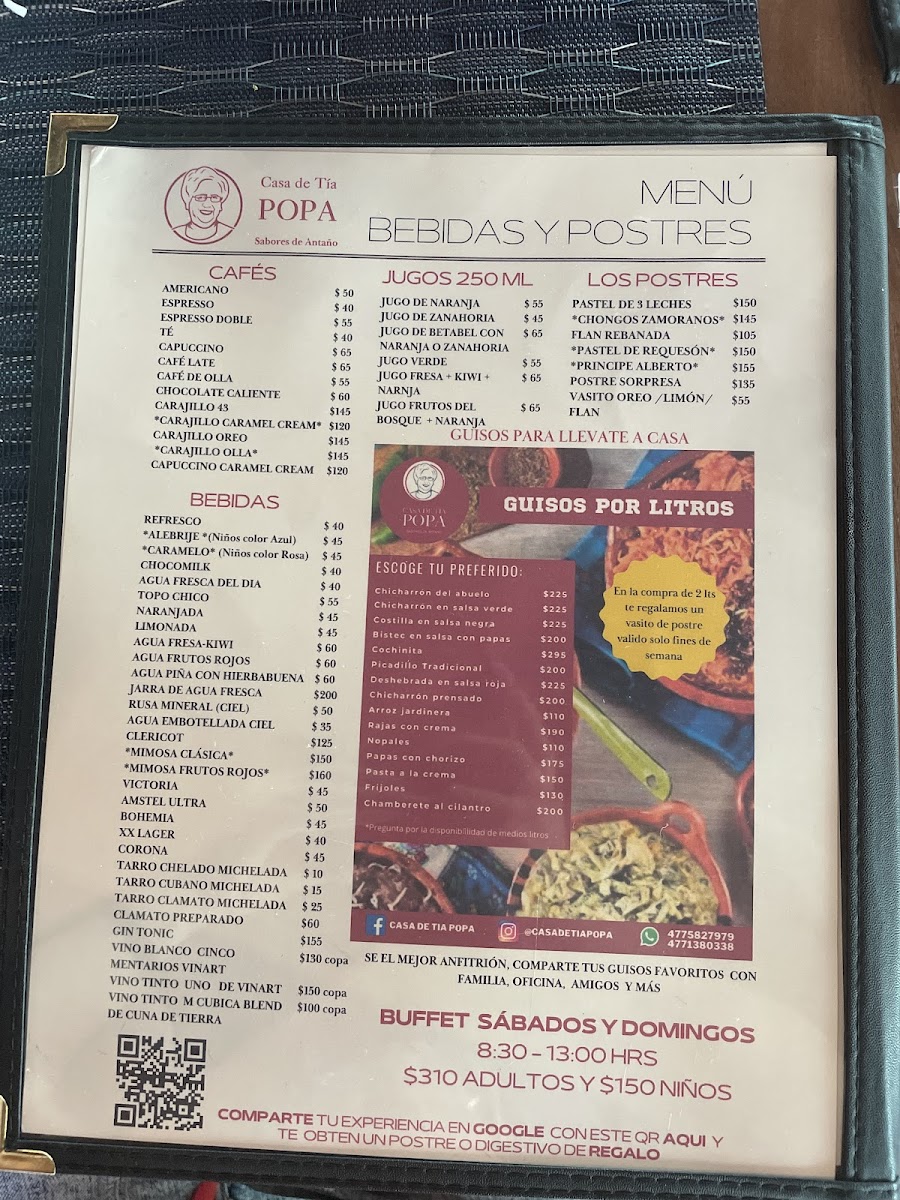 Casa de Tía
POPA
Sabores de Antaño
MENÚ
BEBIDAS Y POSTRES
CAFÉS
AMERICANO $ 50
ESPRESSO $ 40
ESPRESSO DOBLE $ 55
TÉ $ 40
CAPUCCINO $ 65
CAFÉ LATE $ 65
CAFÉ DE OLLA $ 55
CHOCOLATE CALIENTE $ 60
CARAJILLO 43 $145
*CARAJILLO CARAMEL CREAM* $120
CARAJILLO OREO $145
*CARAJILLO OLLA* $145
CAPUCCINO CARAMEL CREAM $120
BEBIDAS
REFRESCO $ 40
*ALEBRIJE *(Niños color Azul) $ 45
*CARAMELO* (Niños color Rosa) $ 45
CHOCOMILK $ 40
AGUA FRESCA DEL DIA $ 40
TOPO CHICO $ 55
NARANJADA $ 45
LIMONADA $ 45
AGUA FRESA-KIWI $ 60
AGUA FRUTOS ROJOS $ 60
AGUA PIÑA CON HIERBABUENA $ 60
JARRA DE AGUA FRESCA $200
RUSA MINERAL (CIEL) $ 50
AGUA EMBOTELLADA CIEL $ 35
CLERICOT $125
*MIMOSA CLÁSICA* $150
*MIMOSA FRUTOS ROJOS* $160
VICTORIA $ 45
AMSTEL ULTRA $ 50
BOHEMIA $ 45
XX LAGER $ 40
CORONA $ 45
TARRO CHELADO MICHELADA $ 10
TARRO CUBANO MICHELADA $ 15
TARRO CLAMATO MICHELADA $ 25
CLAMATO PREPARADO $60
GIN TONIC $155
VINO BLANCO CINCO $130 copa
MENTARIOS VINART
VINO TINTO UNO DE VINART $150 copa
VINO TINTO M CUBICA BLEND $100 copa
DE CUNA DE TIERRA
JUGOS 250 ML
JUGO DE NARANJA $ 55
JUGO DE ZANAHORIA $ 45
JUGO DE BETABEL CON $ 65
NARANJA O ZANAHORIA
JUGO VERDE $ 55
JUGO FRESA + KIWI + $ 65
NARNJA
JUGO FRUTOS DEL $ 65
BOSQUE + NARANJA
LOS POSTRES
PASTEL DE 3 LECHES $150
*CHONGOS ZAMORANOS* $145
FLAN REBANADA $105
*PASTEL DE REQUESÓN* $150
*PRINCIPE ALBERTO* $155
POSTRE SORPRESA $135
VASITO OREO /LIMÓN/ $55
FLAN
GUISOS PARA LLEVATE A CASA
CASA DE TÍA
POPA
GUISOS POR LITROS
ESCOGE TU PREFERIDO:
Chicharron del abuelo $225
Chicharrón en salsa verde $225
Costilla en salsa negra $225
Bistec en salsa con papas $200
Cochinita $295
Picadillo Tradicional $200
Deshebrada en salsa roja $225
Chicharrón prensado $200
Arroz jardinera $110
Rajas con crema $190
Nopales $110
Papas con chorizo $175
Pasta a la crema $150
Frijoles $130
Chamberete al cilantro $200
*Pregunta por la disponibilidad de medios litros
En la compra de 2 lts
te regalamos un
vasito de postre
valido solo fines de
semana
CASA DE TIA POPA
@CASADETIAPOPA
4775827979
4771380338
SE EL MEJOR ANFITRIÓN, COMPARTE TUS GUISOS FAVORITOS CON
FAMILIA, OFICINA, AMIGOS Y MÁS
BUFFET SÁBADOS Y DOMINGOS
8:30 - 13:00 HRS
$310 ADULTOS Y $150 NIÑOS
COMPARTE TU EXPERIENCIA EN GOOGLE CON ESTE QR AQUI Y
TE OBTEN UN POSTRE O DIGESTIVO DE REGALO